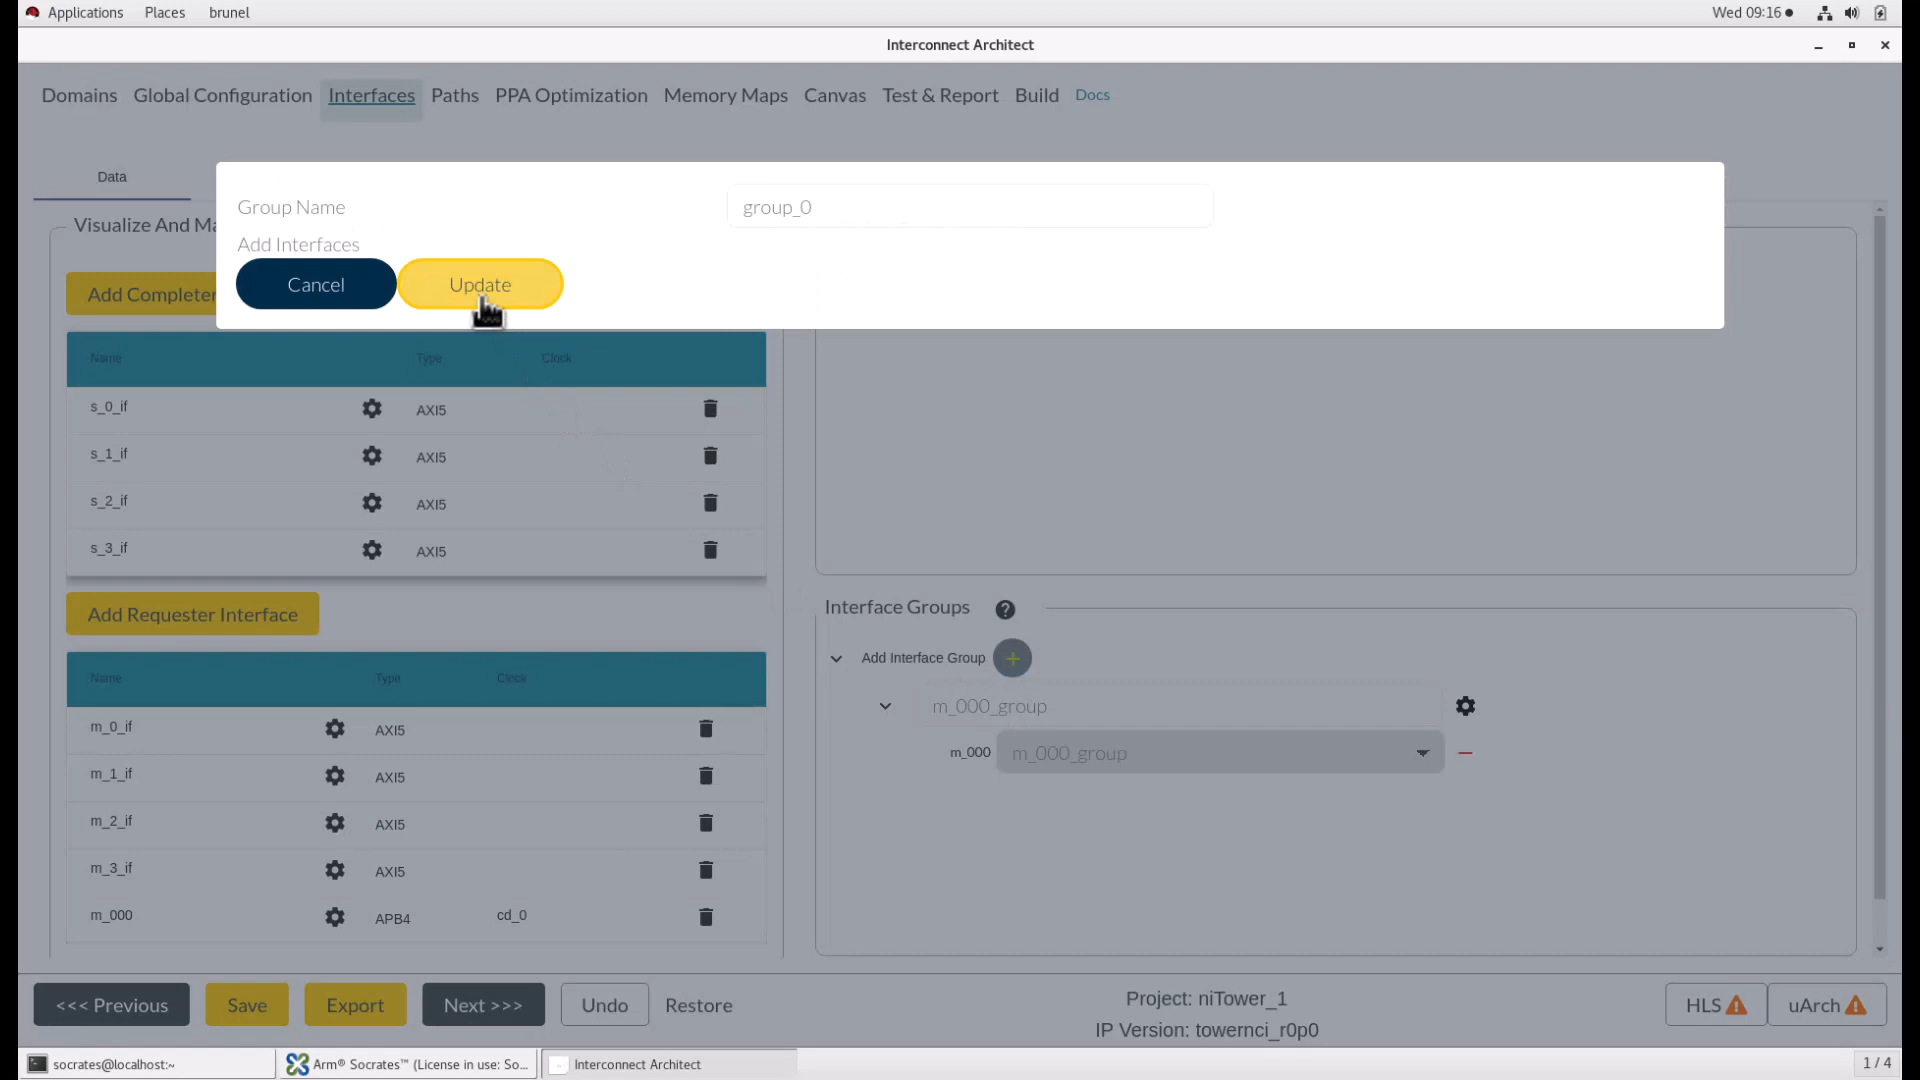 Applications Places brunel Wed 09:16
Interconnect Architect
Domains Global Configuration Interfaces Paths PPA Optimization Memory Maps Canvas Test & Report Build Docs
Data
Visualize And Ma
Group Name group_0
Add Interfaces
Cancel Update
Add Completer
Name Type Clock
s_0_if AXI5
s_1_if AXI5
s_2_if AXI5
s_3_if AXI5
Add Requester Interface
Name Type Clock
m_0_if AXI5
m_1_if AXI5
m_2_if AXI5
m_3_if AXI5
m_000 APB4 cd_0
Interface Groups ?
Add Interface Group +
m_000_group
m_000 m_000_group
<<< Previous Save Export Next >>> Undo Restore
Project: niTower_1
IP Version: towernci_r0p0
HLS uArch
socrates@localhost:~ Arm® Socrates™ (License in use: So... Interconnect Architect 1 / 4